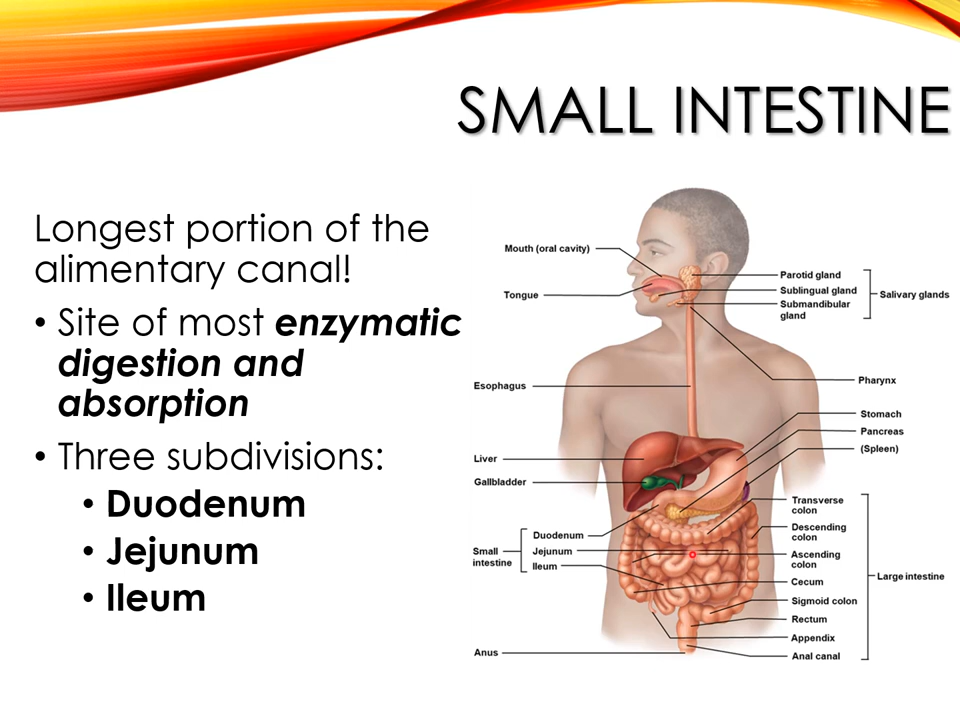 SMALL INTESTINE
Longest portion of the
alimentary canal!
• Site of most enzymatic
digestion and
absorption
• Three subdivisions:
• Duodenum
• Jejunum
• Ileum
Mouth (oral cavity)
Tongue
Parotid gland
Sublingual gland
Submandibular
gland
Salivary glands
Esophagus
Pharynx
Stomach
Pancreas
(Spleen)
Liver
Gallbladder
Small
intestine
Duodenum
Jejunum
Ileum
Transverse
colon
Descending
colon
Ascending
colon
Cecum
Sigmoid colon
Rectum
Appendix
Anal canal
Large intestine
Anus